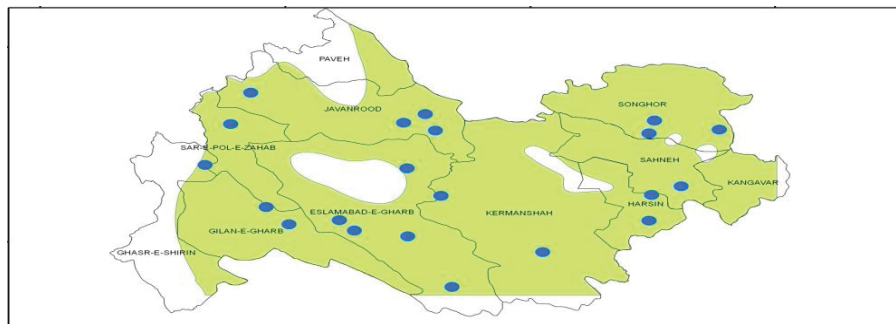 PAVEH
JAVANROOD
SONGHOR
SAR-E-POL-E-ZAHAB
SAHNEH
KANGAVAR
ESLAMABAD-E-GHARB
HARSIN
KERMANSHAH
GILAN-E-GHARB
GHASR-E-SHIRIN